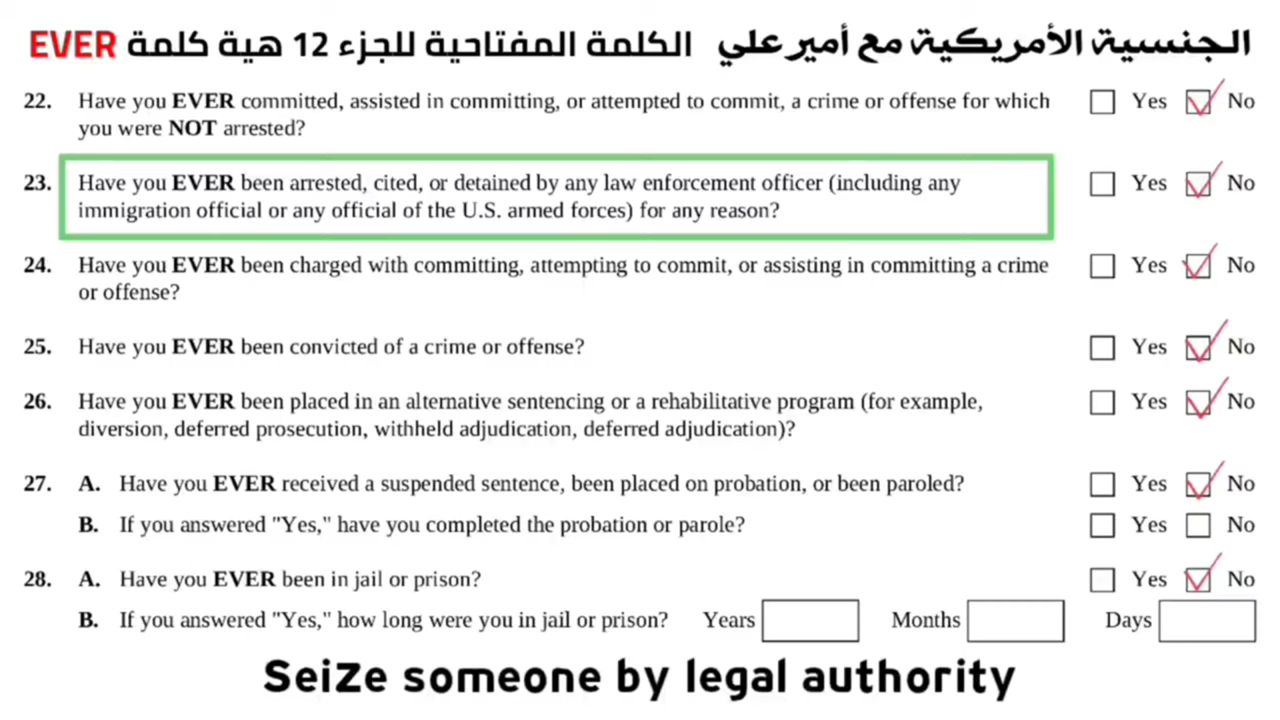 الجنسية الأمريكية مع أمير علي الكلمة المفتاحية للجزء 12 هية كلمة EVER
22. Have you EVER committed, assisted in committing, or attempted to commit, a crime or offense for which Yes No
you were NOT arrested?
23. Have you EVER been arrested, cited, or detained by any law enforcement officer (including any Yes No
immigration official or any official of the U.S. armed forces) for any reason?
24. Have you EVER been charged with committing, attempting to commit, or assisting in committing a crime Yes No
or offense?
25. Have you EVER been convicted of a crime or offense? Yes No
26. Have you EVER been placed in an alternative sentencing or a rehabilitative program (for example, Yes No
diversion, deferred prosecution, withheld adjudication, deferred adjudication)?
27. A. Have you EVER received a suspended sentence, been placed on probation, or been paroled? Yes No
B. If you answered "Yes," have you completed the probation or parole? Yes No
28. A. Have you EVER been in jail or prison? Yes No
B. If you answered "Yes," how long were you in jail or prison? Years Months Days
Seize someone by legal authority